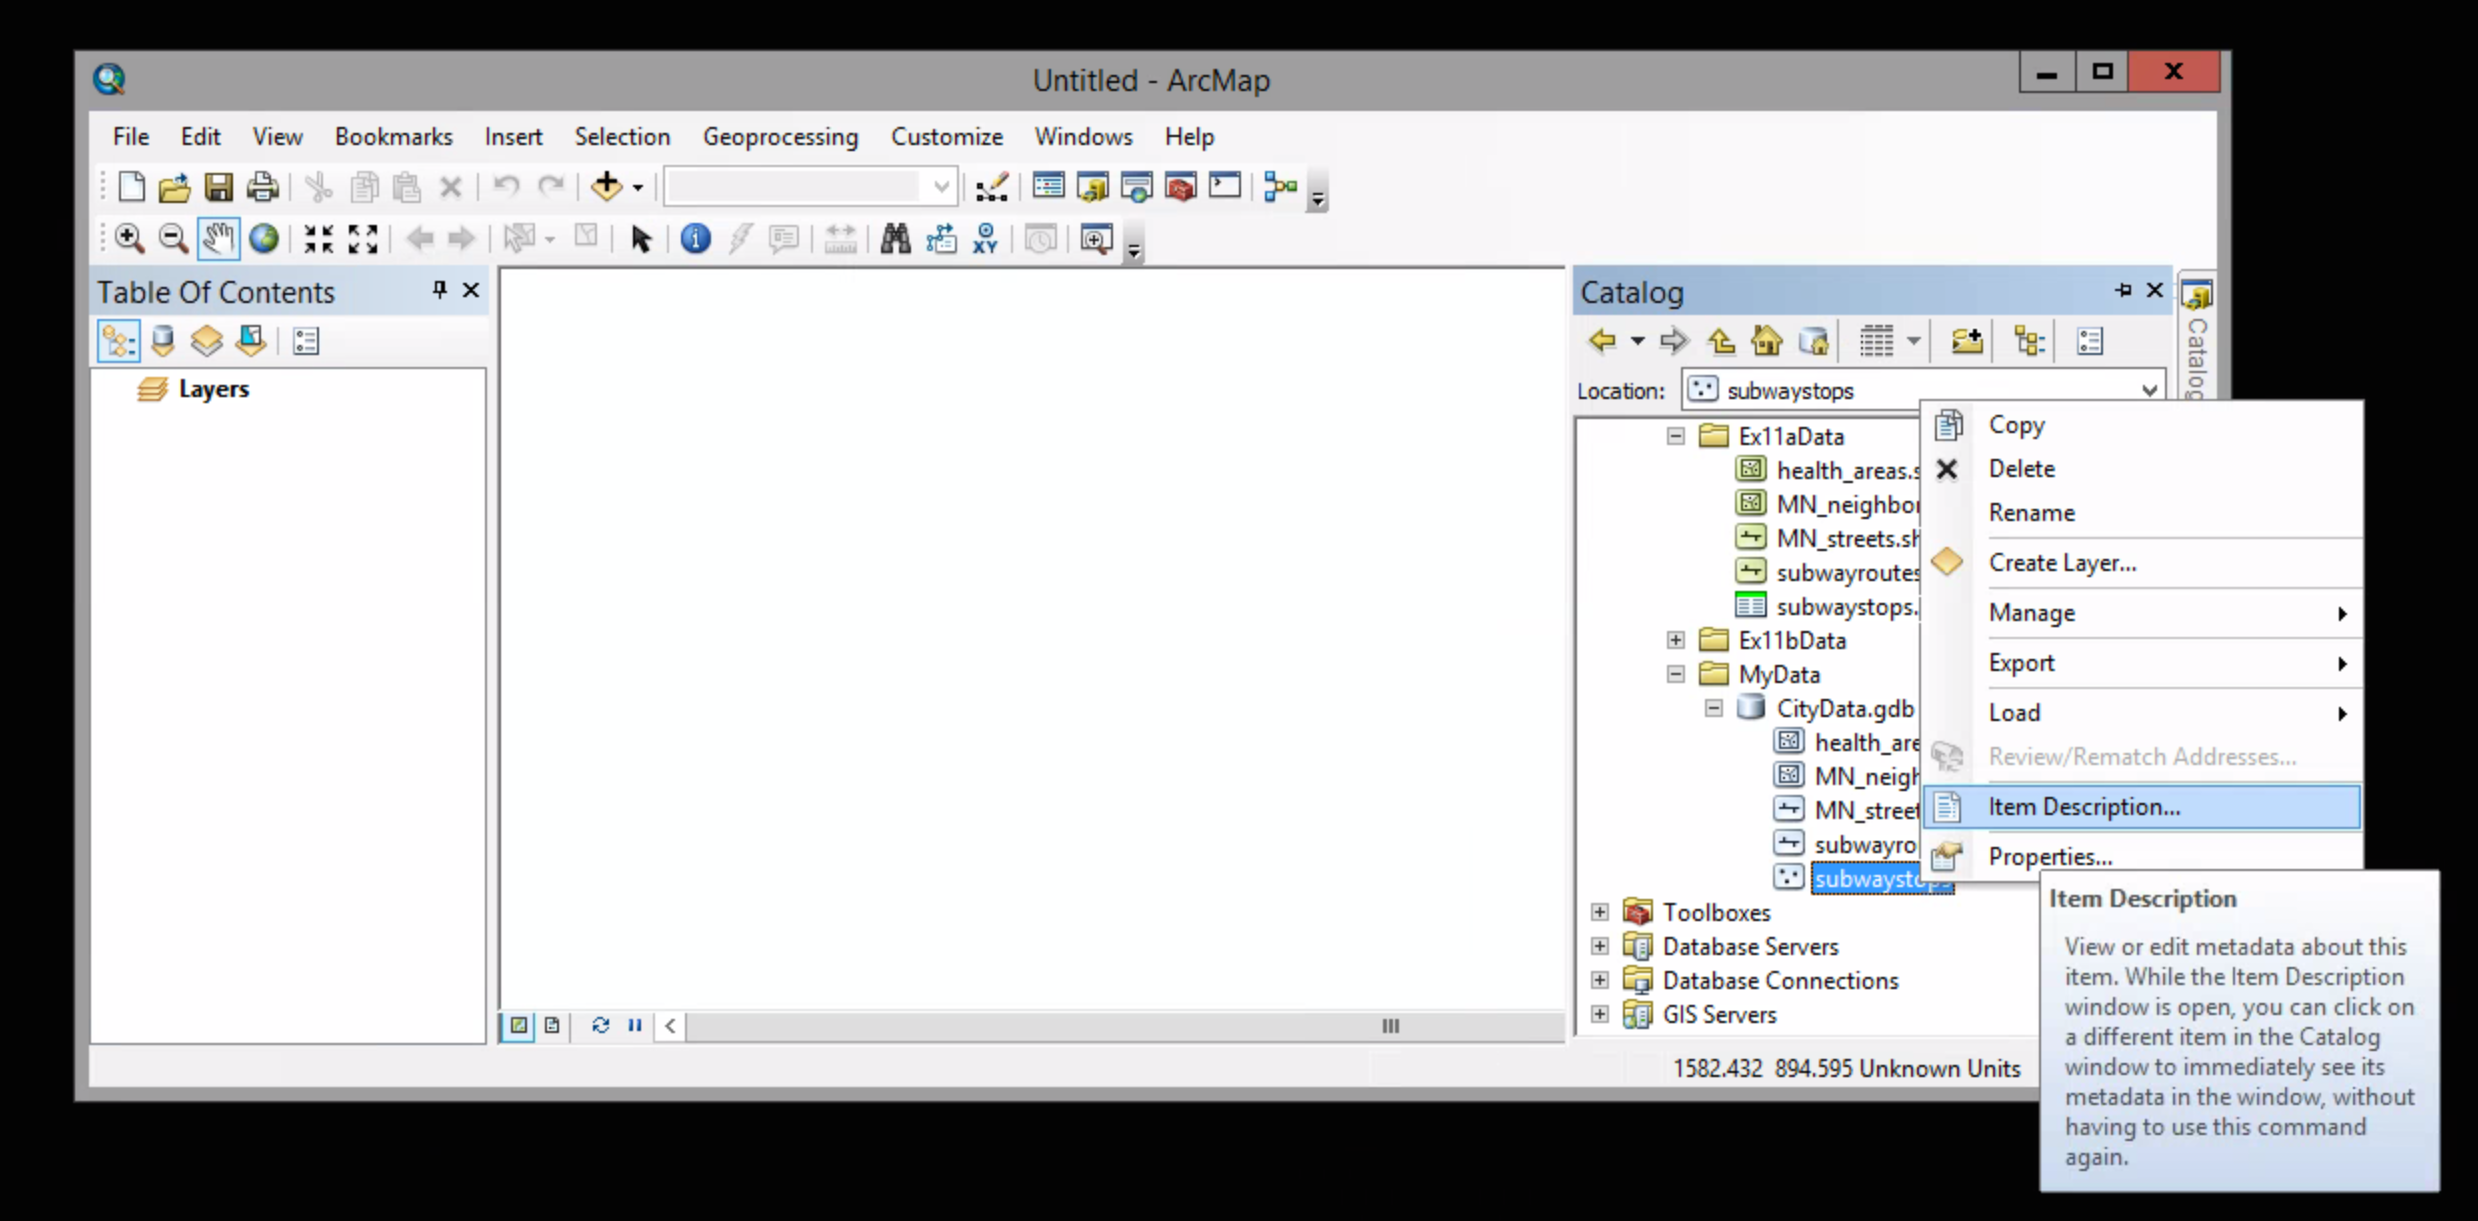 Untitled - ArcMap
File Edit View Bookmarks Insert Selection Geoprocessing Customize Windows Help
XY
Table Of Contents
Layers
Catalog
Catalog
Location: subwaystops
Ex11aData
health_areas.s
MN_neighbor
MN_streets.sh
subwayroutes
subwaystops.
Ex11bData
MyData
CityData.gdb
health_are
MN_neigh
MN_street
subwayro
subwaystops
Toolboxes
Database Servers
Database Connections
GIS Servers
Copy
Delete
Rename
Create Layer...
Manage
Export
Load
Review/Rematch Addresses...
Item Description...
Properties...
Item Description
View or edit metadata about this
item. While the Item Description
window is open, you can click on
a different item in the Catalog
window to immediately see its
metadata in the window, without
having to use this command
again.
1582.432 894.595 Unknown Units